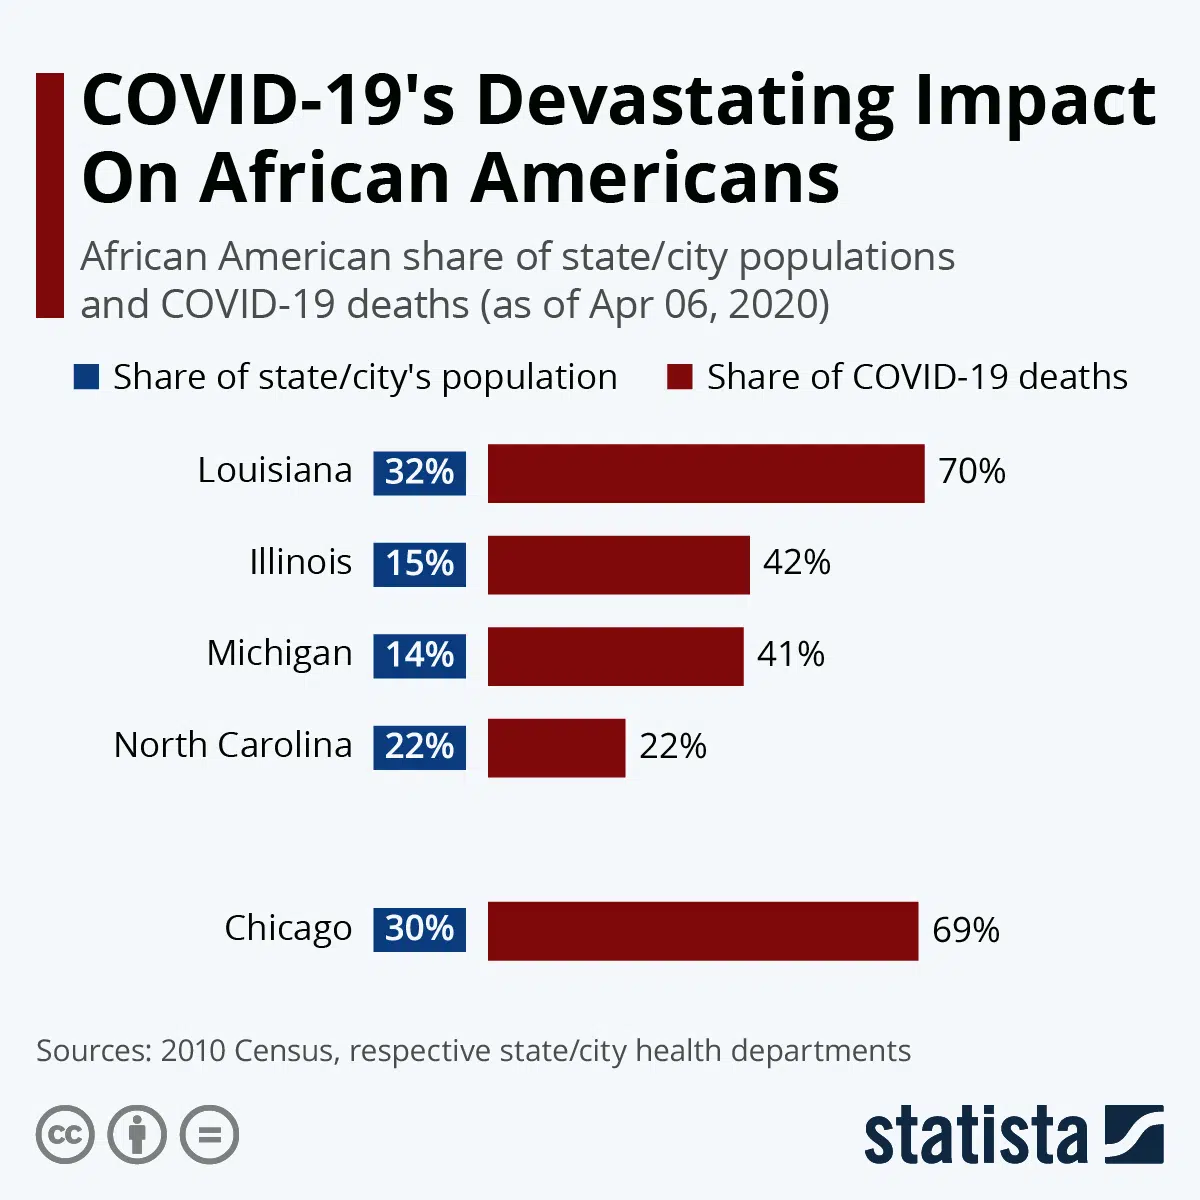 COVID-19's Devastating Impact
On African Americans
African American share of state/city populations
and COVID-19 deaths (as of Apr 06, 2020)
Share of state/city's population Share of COVID-19 deaths
Louisiana 32% 70%
Illinois 15% 42%
Michigan 14% 41%
North Carolina 22% 22%
Chicago 30% 69%
Sources: 2010 Census, respective state/city health departments
cc = statista